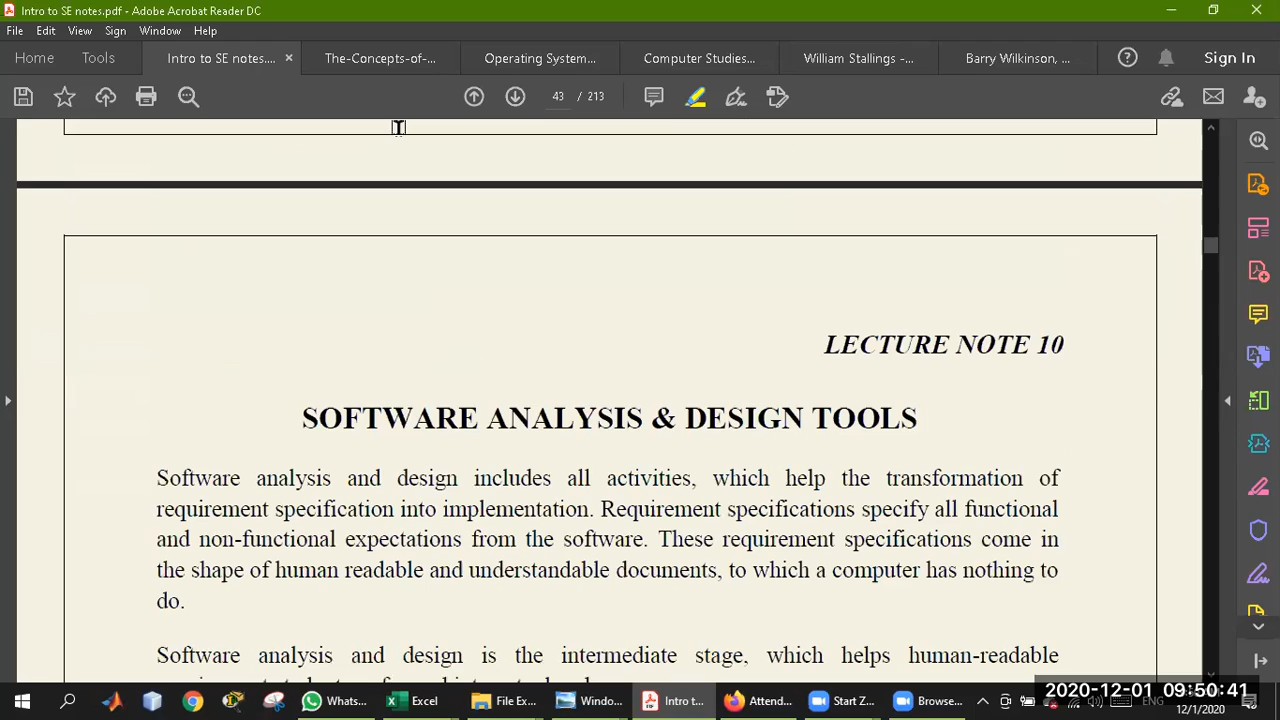 Intro to SE notes.pdf - Adobe Acrobat Reader DC
File Edit View Sign Window Help
Home Tools Intro to SE notes.... The-Concepts-of-... Operating System... Computer Studies... William Stallings -... Barry Wilkinson, ... Sign In
43 / 213
LECTURE NOTE 10
SOFTWARE ANALYSIS & DESIGN TOOLS
Software analysis and design includes all activities, which help the transformation of
requirement specification into implementation. Requirement specifications specify all functional
and non-functional expectations from the software. These requirement specifications come in
the shape of human readable and understandable documents, to which a computer has nothing to
do.
Software analysis and design is the intermediate stage, which helps human-readable
Whats... Excel File Ex... Windo... Intro t... Attend... Start Z... Browe... ENG
2020-12-01 09:50:41
12/1/2020